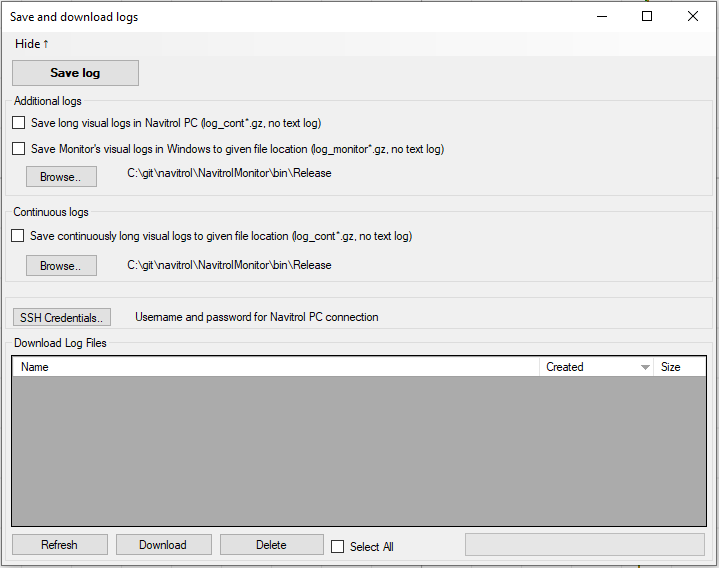 Save and download logs
Hide ↑
Save log
Additional logs
Save long visual logs in Navitrol PC (log_cont*.gz, no text log)
Save Monitor's visual logs in Windows to given file location (log_monitor*.gz, no text log)
Browse.. C:\git\navitrol\NavitrolMonitor\bin\Release
Continuous logs
Save continuously long visual logs to given file location (log_cont*.gz, no text log)
Browse.. C:\git\navitrol\NavitrolMonitor\bin\Release
SSH Credentials.. Username and password for Navitrol PC connection
Download Log Files
Name Created Size
Refresh Download Delete Select All